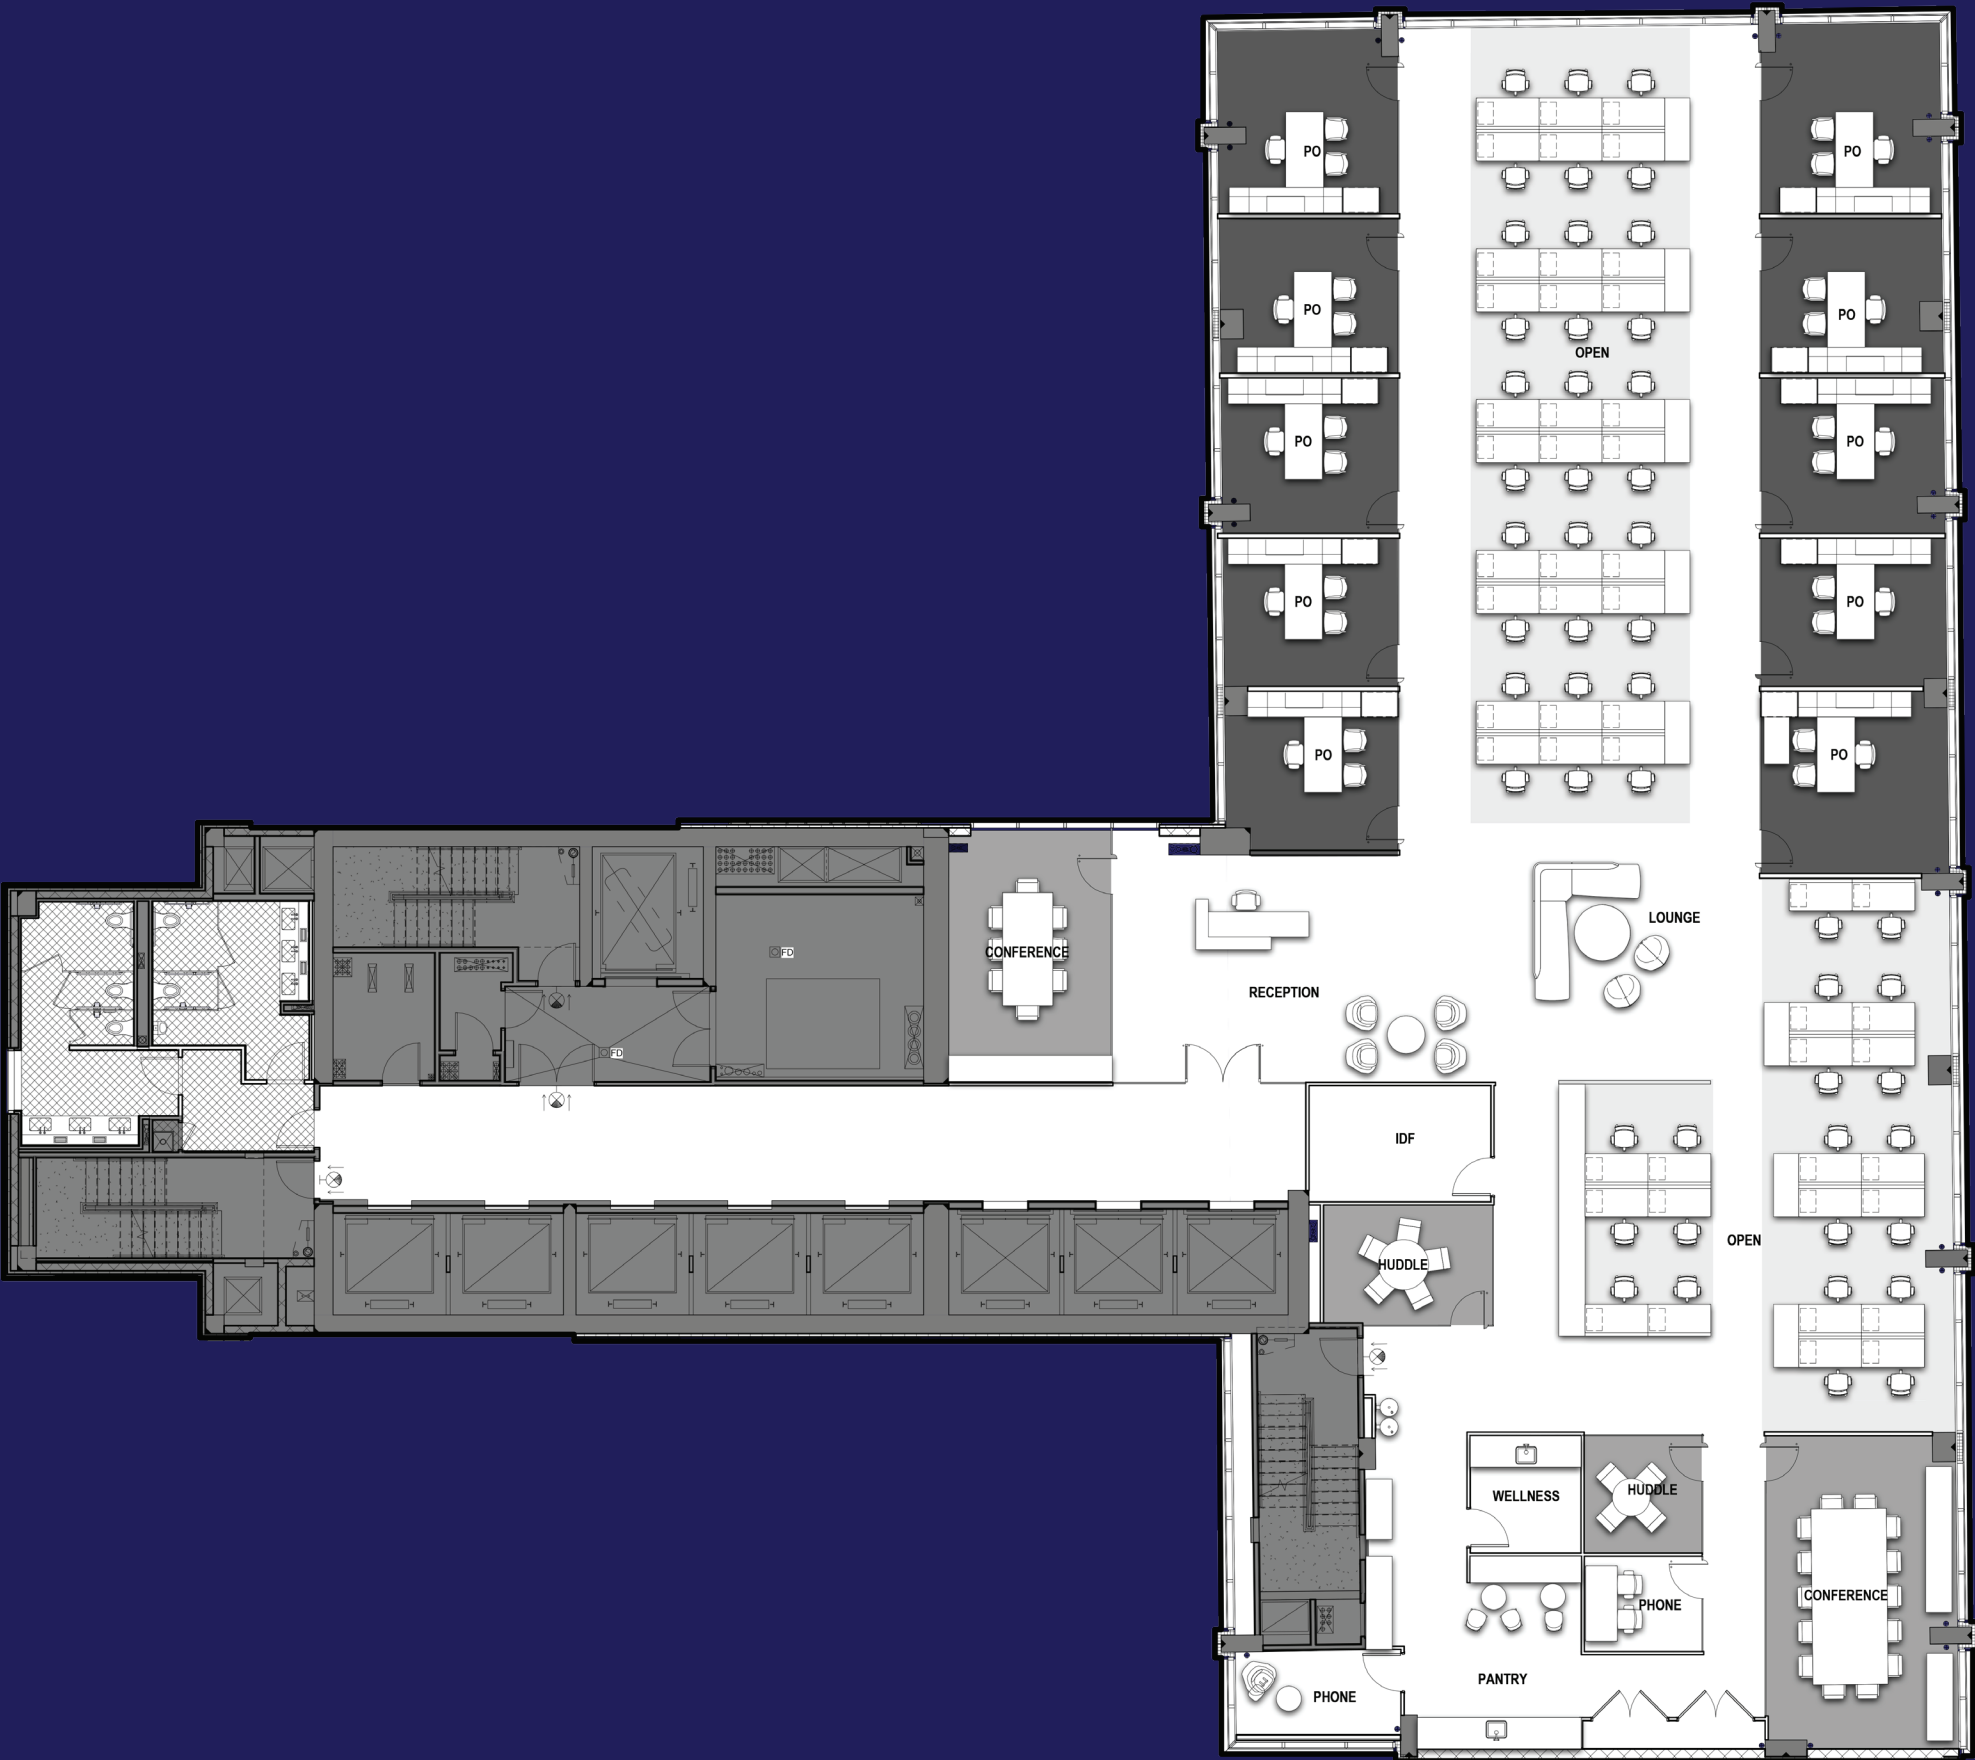 PO
PO
PO
PO
OPEN
PO
PO
PO
PO
PO
PO
LOUNGE
CONFERENCE
FD
RECEPTION
FD
IDF
OPEN
HUDDLE
HUDDLE
WELLNESS
CONFERENCE
PHONE
PANTRY
PHONE